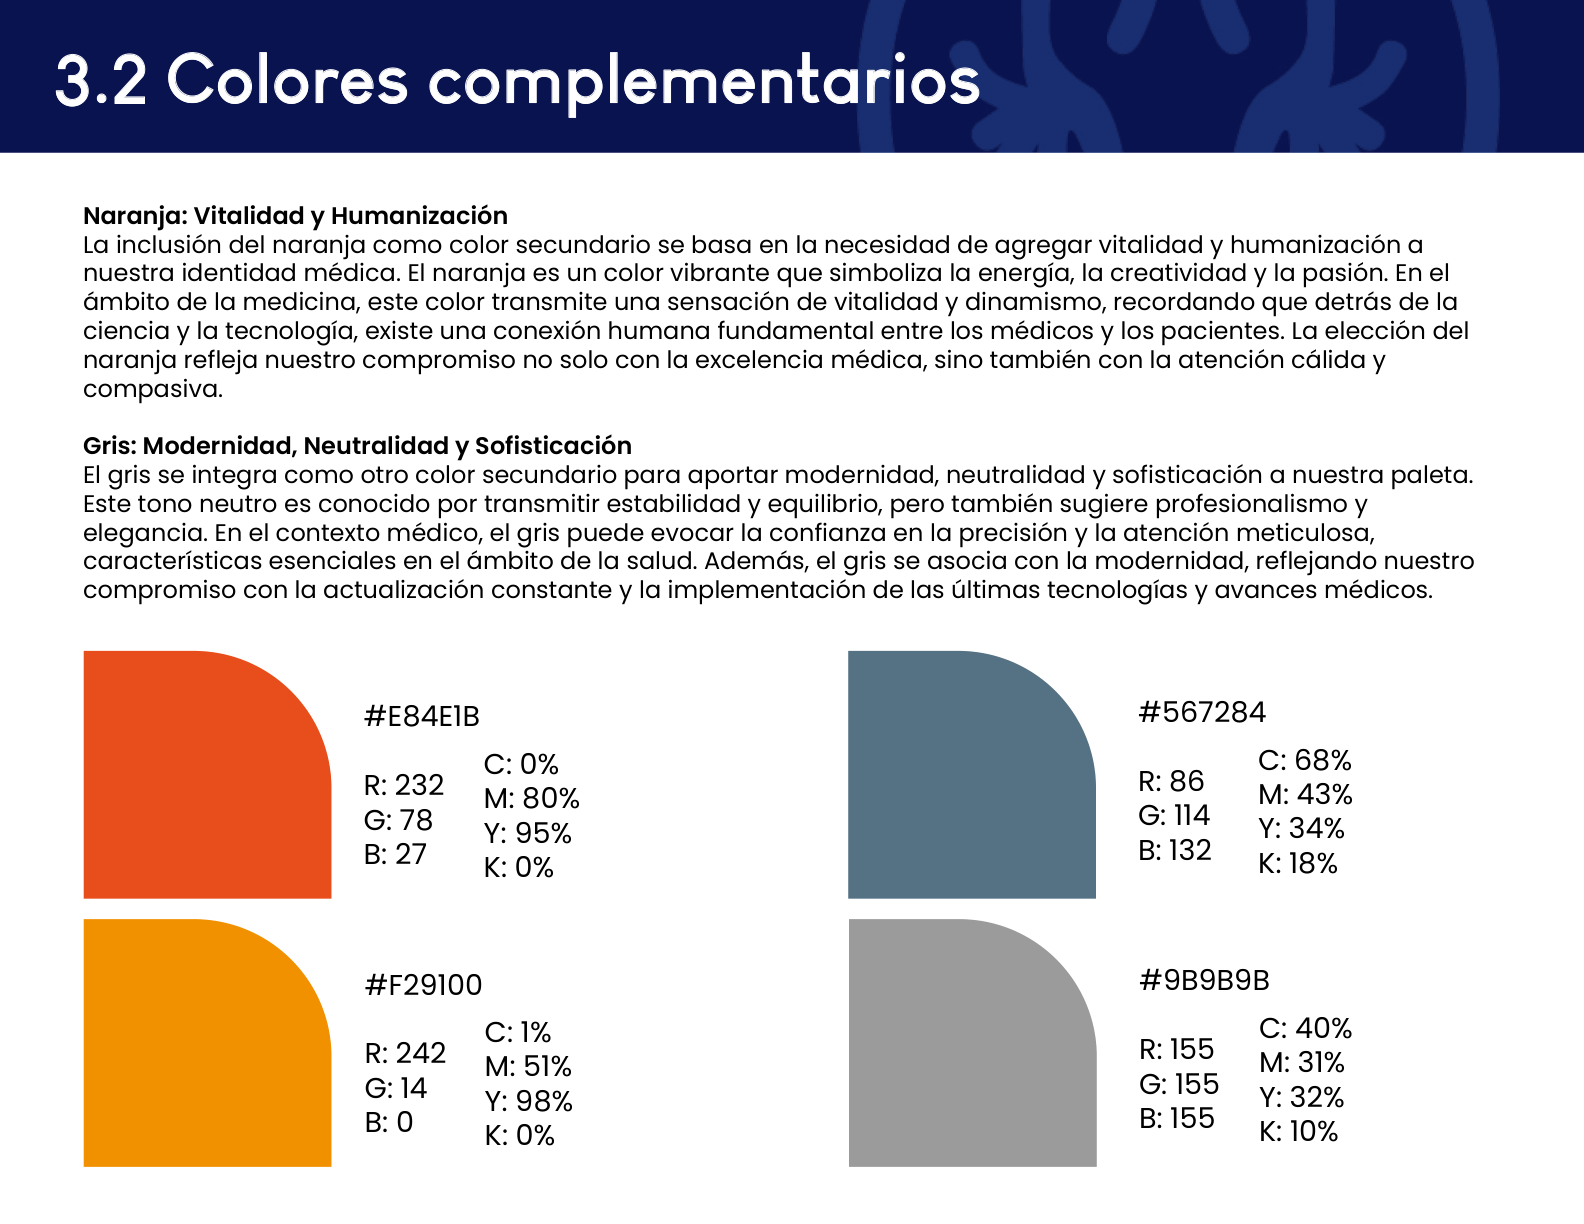 3.2 Colores complementarios
Naranja: Vitalidad y Humanización
La inclusión del naranja como color secundario se basa en la necesidad de agregar vitalidad y humanización a
nuestra identidad médica. El naranja es un color vibrante que simboliza la energía, la creatividad y la pasión. En el
ámbito de la medicina, este color transmite una sensación de vitalidad y dinamismo, recordando que detrás de la
ciencia y la tecnología, existe una conexión humana fundamental entre los médicos y los pacientes. La elección del
naranja refleja nuestro compromiso no solo con la excelencia médica, sino también con la atención cálida y
compasiva.
Gris: Modernidad, Neutralidad y Sofisticación
El gris se integra como otro color secundario para aportar modernidad, neutralidad y sofisticación a nuestra paleta.
Este tono neutro es conocido por transmitir estabilidad y equilibrio, pero también sugiere profesionalismo y
elegancia. En el contexto médico, el gris puede evocar la confianza en la precisión y la atención meticulosa,
características esenciales en el ámbito de la salud. Además, el gris se asocia con la modernidad, reflejando nuestro
compromiso con la actualización constante y la implementación de las últimas tecnologías y avances médicos.
#E84E1B
R: 232
G: 78
B: 27
C: 0%
M: 80%
Y: 95%
K: 0%
#567284
R: 86
G: 114
B: 132
C: 68%
M: 43%
Y: 34%
K: 18%
#F29100
R: 242
G: 14
B: 0
C: 1%
M: 51%
Y: 98%
K: 0%
#9B9B9B
R: 155
G: 155
B: 155
C: 40%
M: 31%
Y: 32%
K: 10%